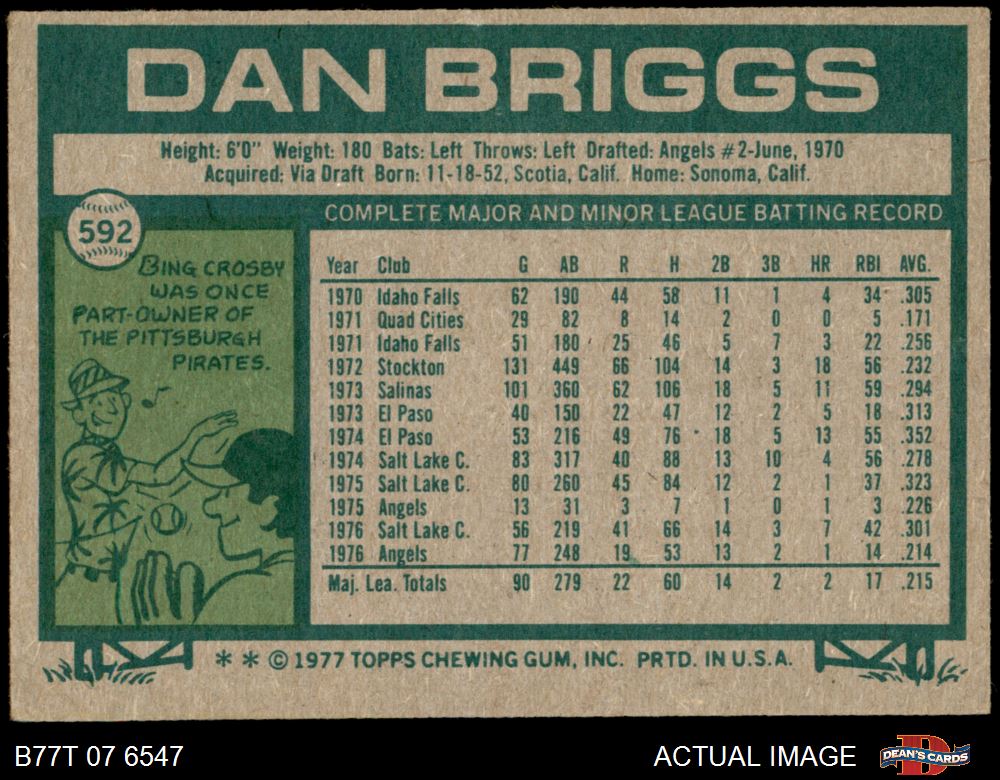 DAN BRIGGS
Height: 6'0" Weight: 180 Bats: Left Throws: Left Drafted: Angels #2-June, 1970
Acquired: Via Draft Born: 11-18-52, Scotia, Calif. Home: Sonoma, Calif.
592
BING CROSBY
WAS ONCE
PART-OWNER OF
THE PITTSBURGH
PIRATES.
COMPLETE MAJOR AND MINOR LEAGUE BATTING RECORD
Year Club G AB R H 2B 3B HR RBI AVG.
1970 Idaho Falls 62 190 44 58 11 1 4 34 .305
1971 Quad Cities 29 82 8 14 2 0 0 5 .171
1971 Idaho Falls 51 180 25 46 5 7 3 22 .256
1972 Stockton 131 449 66 104 14 3 18 56 .232
1973 Salinas 101 360 62 106 18 5 11 59 .294
1973 El Paso 40 150 22 47 12 2 5 18 .313
1974 El Paso 53 216 49 76 18 5 13 55 .352
1974 Salt Lake C. 83 317 40 88 13 10 4 56 .278
1975 Salt Lake C. 80 260 45 84 12 2 1 37 .323
1975 Angels 13 31 3 7 1 0 1 3 .226
1976 Salt Lake C. 56 219 41 66 14 3 7 42 .301
1976 Angels 77 248 19 53 13 2 1 14 .214
Maj. Lea. Totals 90 279 22 60 14 2 2 17 .215
* * © 1977 TOPPS CHEWING GUM, INC. PRTD. IN U.S.A.
B77T 07 6547
ACTUAL IMAGE
D
DEAN'S CARDS